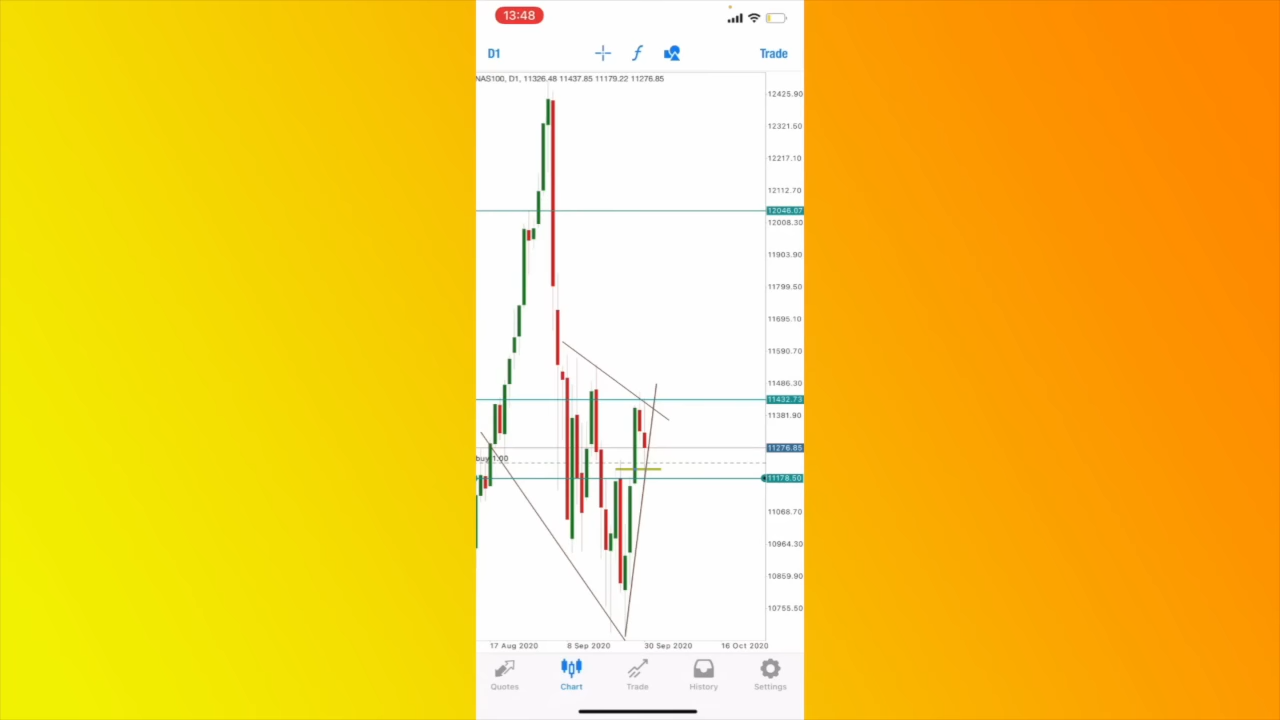 13:48
D1
f
Trade
NAS100, D1, 11326.48 11437.85 11179.22 11276.85
12425.90
12321.50
12217.10
12112.70
12046.07
12008.30
11903.90
11799.50
11695.10
11590.70
11486.30
11432.73
11381.90
11276.85
buy 1.00
11178.50
11068.70
10964.30
10859.90
10755.50
17 Aug 2020 8 Sep 2020 30 Sep 2020 16 Oct 2020
Quotes Chart Trade History Settings